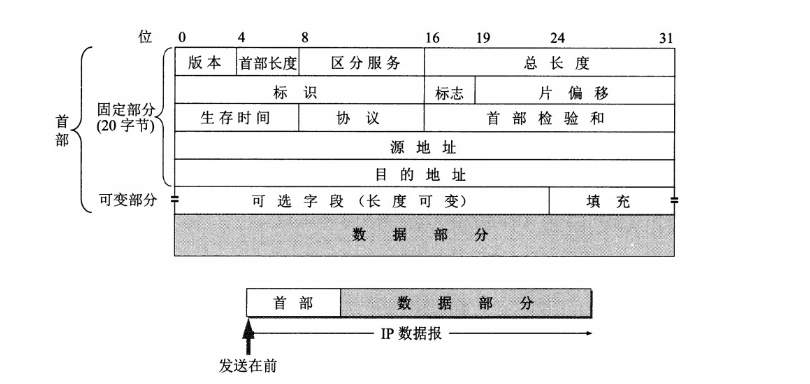 位 0 4 8 16 19 24 31
版本 首部长度 区分服务 总长度
标识 标志 片偏移
固定部分
(20字节)
首部
生存时间 协议 首部检验和
源地址
目的地址
可变部分 可选字段(长度可变) 填充
数据部分
首部 数据部分
IP 数据报
发送在前